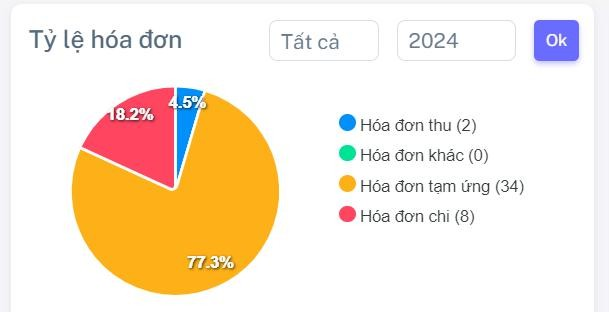 Tỷ lệ hóa đơn
Tất cả
2024
Ok
4.5%
18.2%
77.3%
Hóa đơn thu (2)
Hóa đơn khác (0)
Hóa đơn tạm ứng (34)
Hóa đơn chi (8)